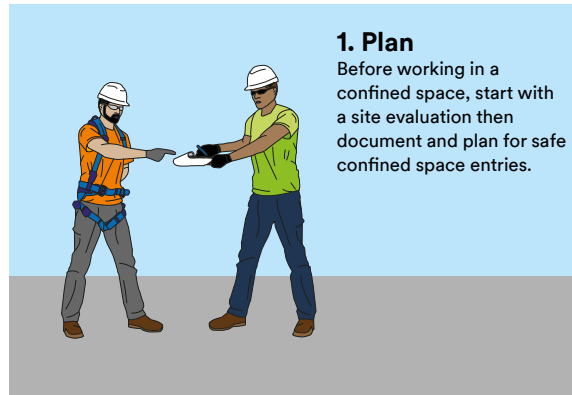 1. Plan
Before working in a
confined space, start with
a site evaluation then
document and plan for safe
confined space entries.